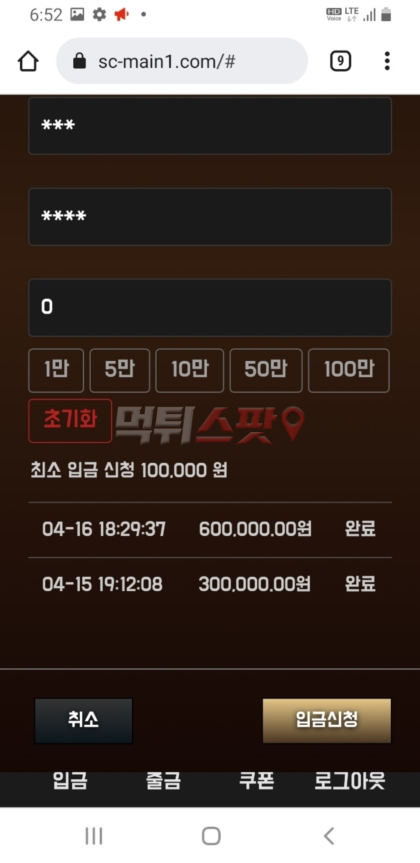 6:52 HD Voice LTE
sc-main1.com/# 9
***
****
0
1만 5만 10만 50만 100만
초기화 먹튀스팟
최소 입금 신청 100,000 원
04-16 18:29:37 600,000.00원 완료
04-15 19:12:08 300,000.00원 완료
취소 입금신청
입금 출금 쿠폰 로그아웃